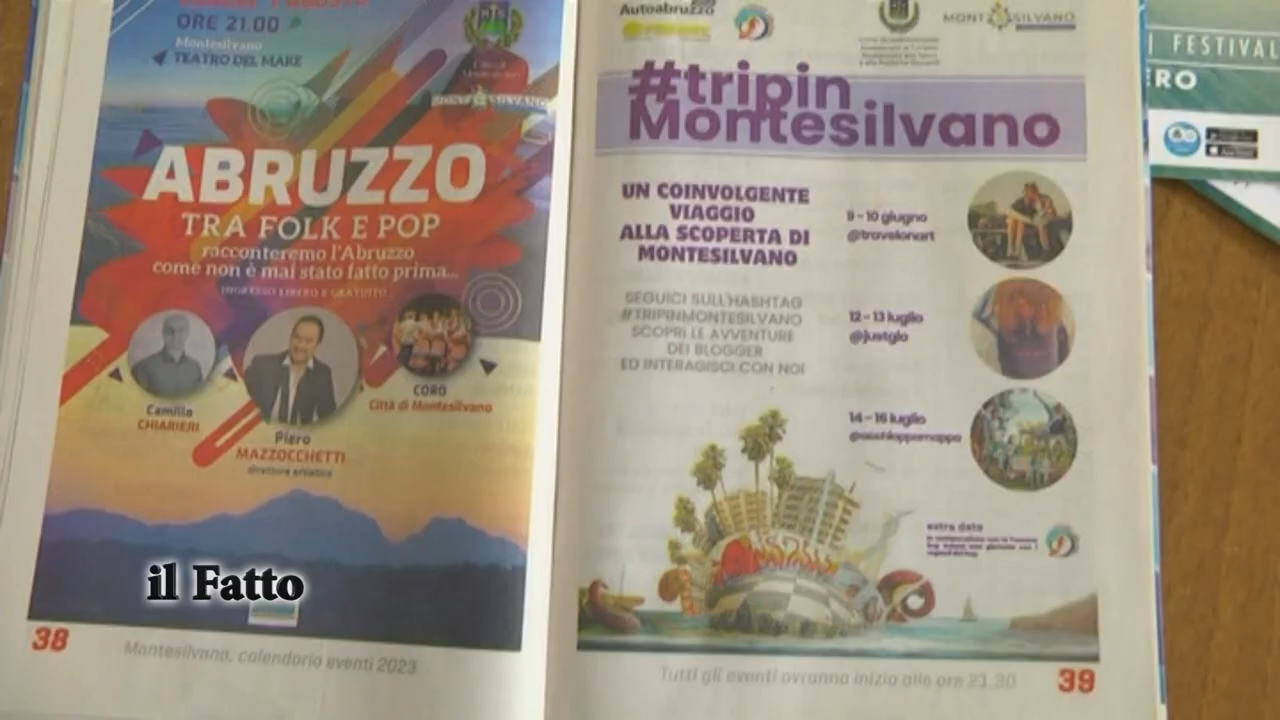 ORE 21.00
Montesilvano
TEATRO DEL MARE
MONTESILVANO
ABRUZZO
TRA FOLK E POP
racconteremo l'Abruzzo
come non è mai stato fatto prima...
INGRESSO LIBERO E GRATUITO
Camillo
CHIARIERI
Piero
MAZZOCCHETTI
direttore artistico
CORO
Città di Montesilvano
il Fatto
38
Montesilvano, calendario eventi 2023
Autoabruzzo
MONTESILVANO
#tripin
Montesilvano
UN COINVOLGENTE
VIAGGIO
ALLA SCOPERTA DI
MONTESILVANO
SEGUICI SULL'HASHTAG
#TRIPINMONTESILVANO
SCOPRI LE AVVENTURE
DEI BLOGGER
ED INTERAGISCI CON NOI
9 - 10 giugno
@travelonart
12 - 13 luglio
@justglo
14 - 16 luglio
extra date
Tutti gli eventi avranno inizio alle ore 21.30
39
FESTIVAL
ERO